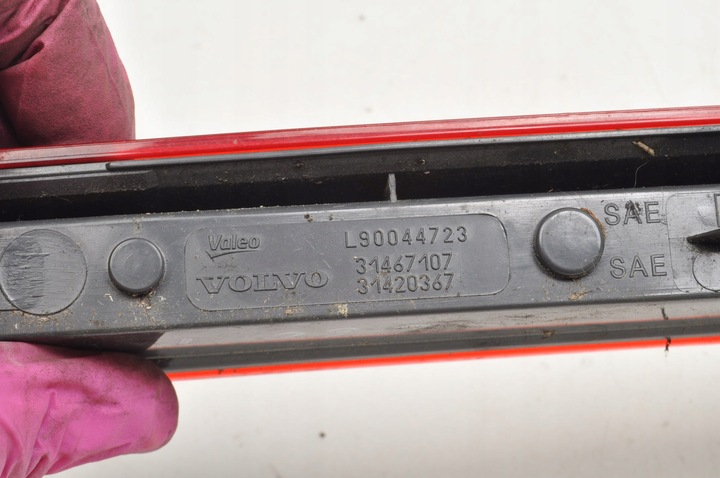 Valeo L90044723
VOLVO 31467107
31420367
SAE
SAE